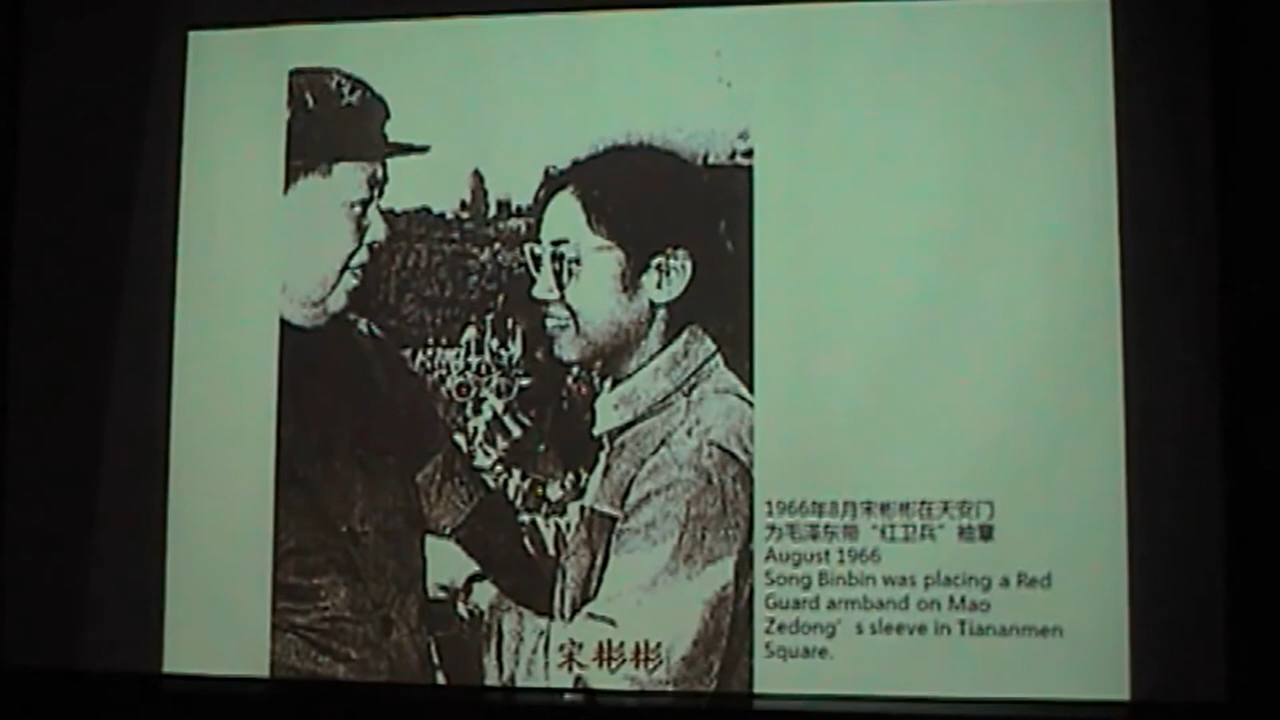 宋彬彬
1966年8月宋彬彬在天安门
为毛泽东带“红卫兵”袖章
August 1966
Song Binbin was placing a Red
Guard armband on Mao
Zedong’s sleeve in Tiananmen
Square.